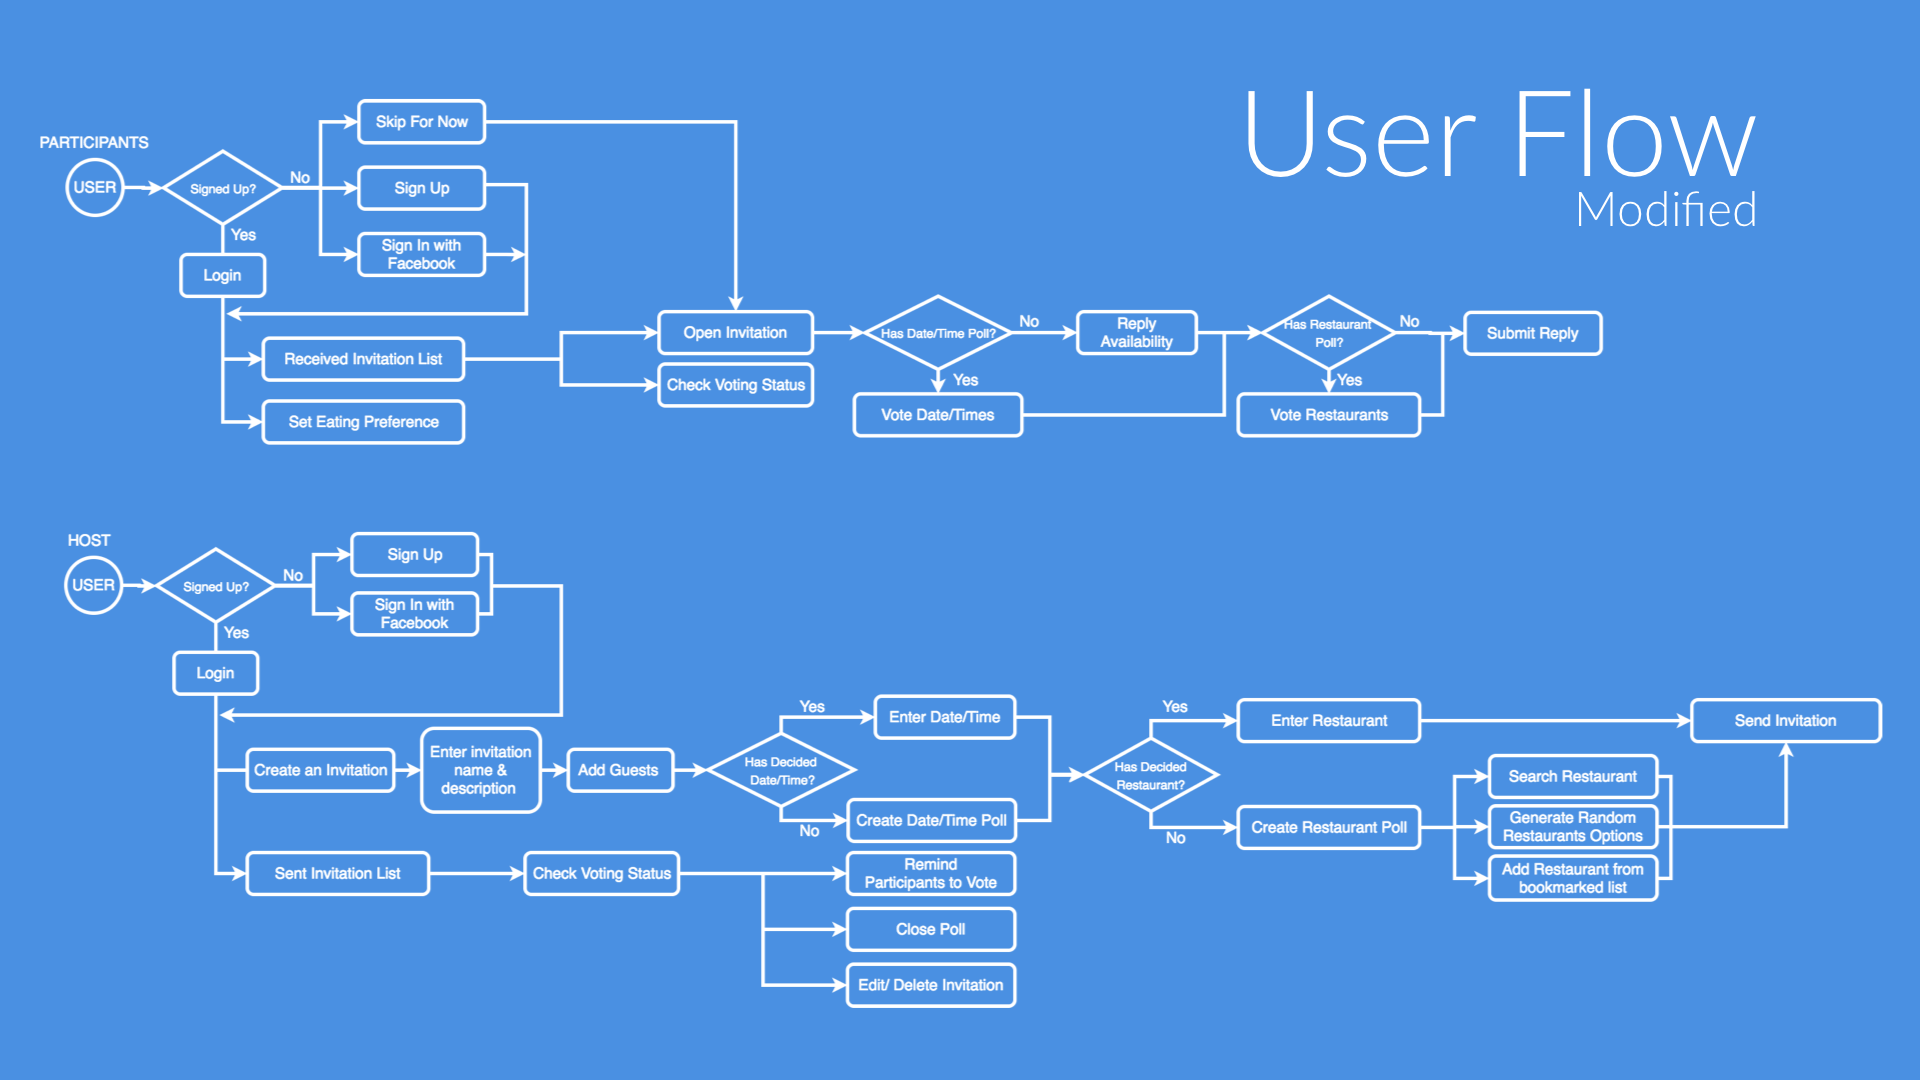 User Flow
Modified
PARTICIPANTS
USER
Signed Up?
No
Yes
Skip For Now
Sign Up
Sign In with
Facebook
Login
Received Invitation List
Set Eating Preference
Open Invitation
Check Voting Status
Has Date/Time Poll?
No
Yes
Reply
Availability
Vote Date/Times
Has Restaurant
Poll?
No
Yes
Vote Restaurants
Submit Reply
HOST
USER
Signed Up?
No
Yes
Sign Up
Sign In with
Facebook
Login
Create an Invitation
Enter invitation
name &
description
Add Guests
Has Decided
Date/Time?
Yes
No
Enter Date/Time
Create Date/Time Poll
Has Decided
Restaurant?
Yes
No
Enter Restaurant
Create Restaurant Poll
Search Restaurant
Generate Random
Restaurants Options
Add Restaurant from
bookmarked list
Send Invitation
Sent Invitation List
Check Voting Status
Remind
Participants to Vote
Close Poll
Edit/ Delete Invitation